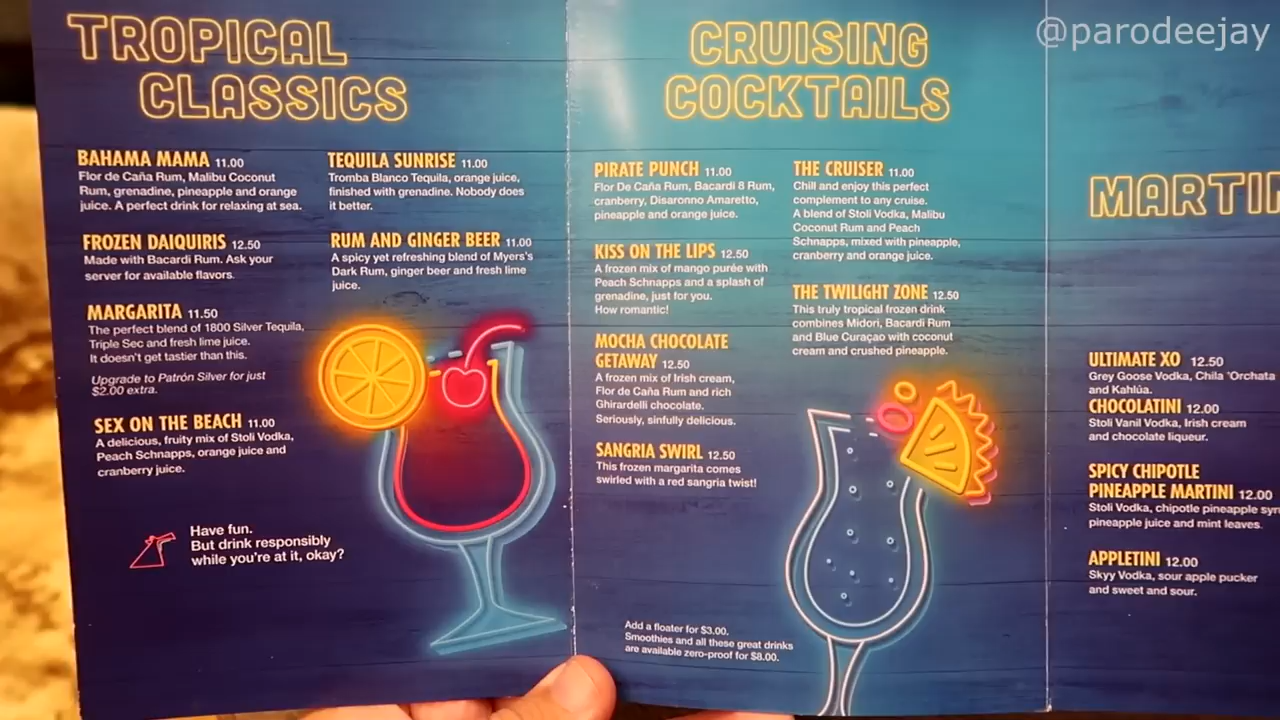 @parodeejay
TROPICAL
CLASSICS
BAHAMA MAMA 11.00
Flor de Caña Rum, Malibu Coconut
Rum, grenadine, pineapple and orange
juice. A perfect drink for relaxing at sea.
FROZEN DAIQUIRIS 12.50
Made with Bacardi Rum. Ask your
server for available flavors.
MARGARITA 11.50
The perfect blend of 1800 Silver Tequila,
Triple Sec and fresh lime juice.
It doesn't get tastier than this.
Upgrade to Patrón Silver for just
$2.00 extra.
SEX ON THE BEACH 11.00
A delicious, fruity mix of Stoli Vodka,
Peach Schnapps, orange juice and
cranberry juice.
TEQUILA SUNRISE 11.00
Tromba Blanco Tequila, orange juice,
finished with grenadine. Nobody does
it better.
RUM AND GINGER BEER 11.00
A spicy yet refreshing blend of Myers's
Dark Rum, ginger beer and fresh lime
juice.
Have fun.
But drink responsibly
while you're at it, okay?
CRUISING
COCKTAILS
PIRATE PUNCH 11.00
Flor De Caña Rum, Bacardi 8 Rum,
cranberry, Disaronno Amaretto,
pineapple and orange juice.
KISS ON THE LIPS 12.50
A frozen mix of mango purée with
Peach Schnapps and a splash of
grenadine, just for you.
How romantic!
MOCHA CHOCOLATE
GETAWAY 12.50
A frozen mix of Irish cream,
Flor de Caña Rum and rich
Ghirardelli chocolate.
Seriously, sinfully delicious.
SANGRIA SWIRL 12.50
This frozen margarita comes
swirled with a red sangria twist!
THE CRUISER 11.00
Chill and enjoy this perfect
complement to any cruise.
A blend of Stoli Vodka, Malibu
Coconut Rum and Peach
Schnapps, mixed with pineapple,
cranberry and orange juice.
THE TWILIGHT ZONE 12.50
This truly tropical frozen drink
combines Midori, Bacardi Rum
and Blue Curaçao with coconut
cream and crushed pineapple.
Add a floater for $3.00.
Smoothies and all these great drinks
are available zero-proof for $8.00.
MARTIN
ULTIMATE XO 12.50
Grey Goose Vodka, Chila 'Orchata
and Kahlúa.
CHOCOLATINI 12.00
Stoli Vanil Vodka, Irish cream
and chocolate liqueur.
SPICY CHIPOTLE
PINEAPPLE MARTINI 12.00
Stoli Vodka, chipotle pineapple syr
pineapple juice and mint leaves.
APPLETINI 12.00
Skyy Vodka, sour apple pucker
and sweet and sour.